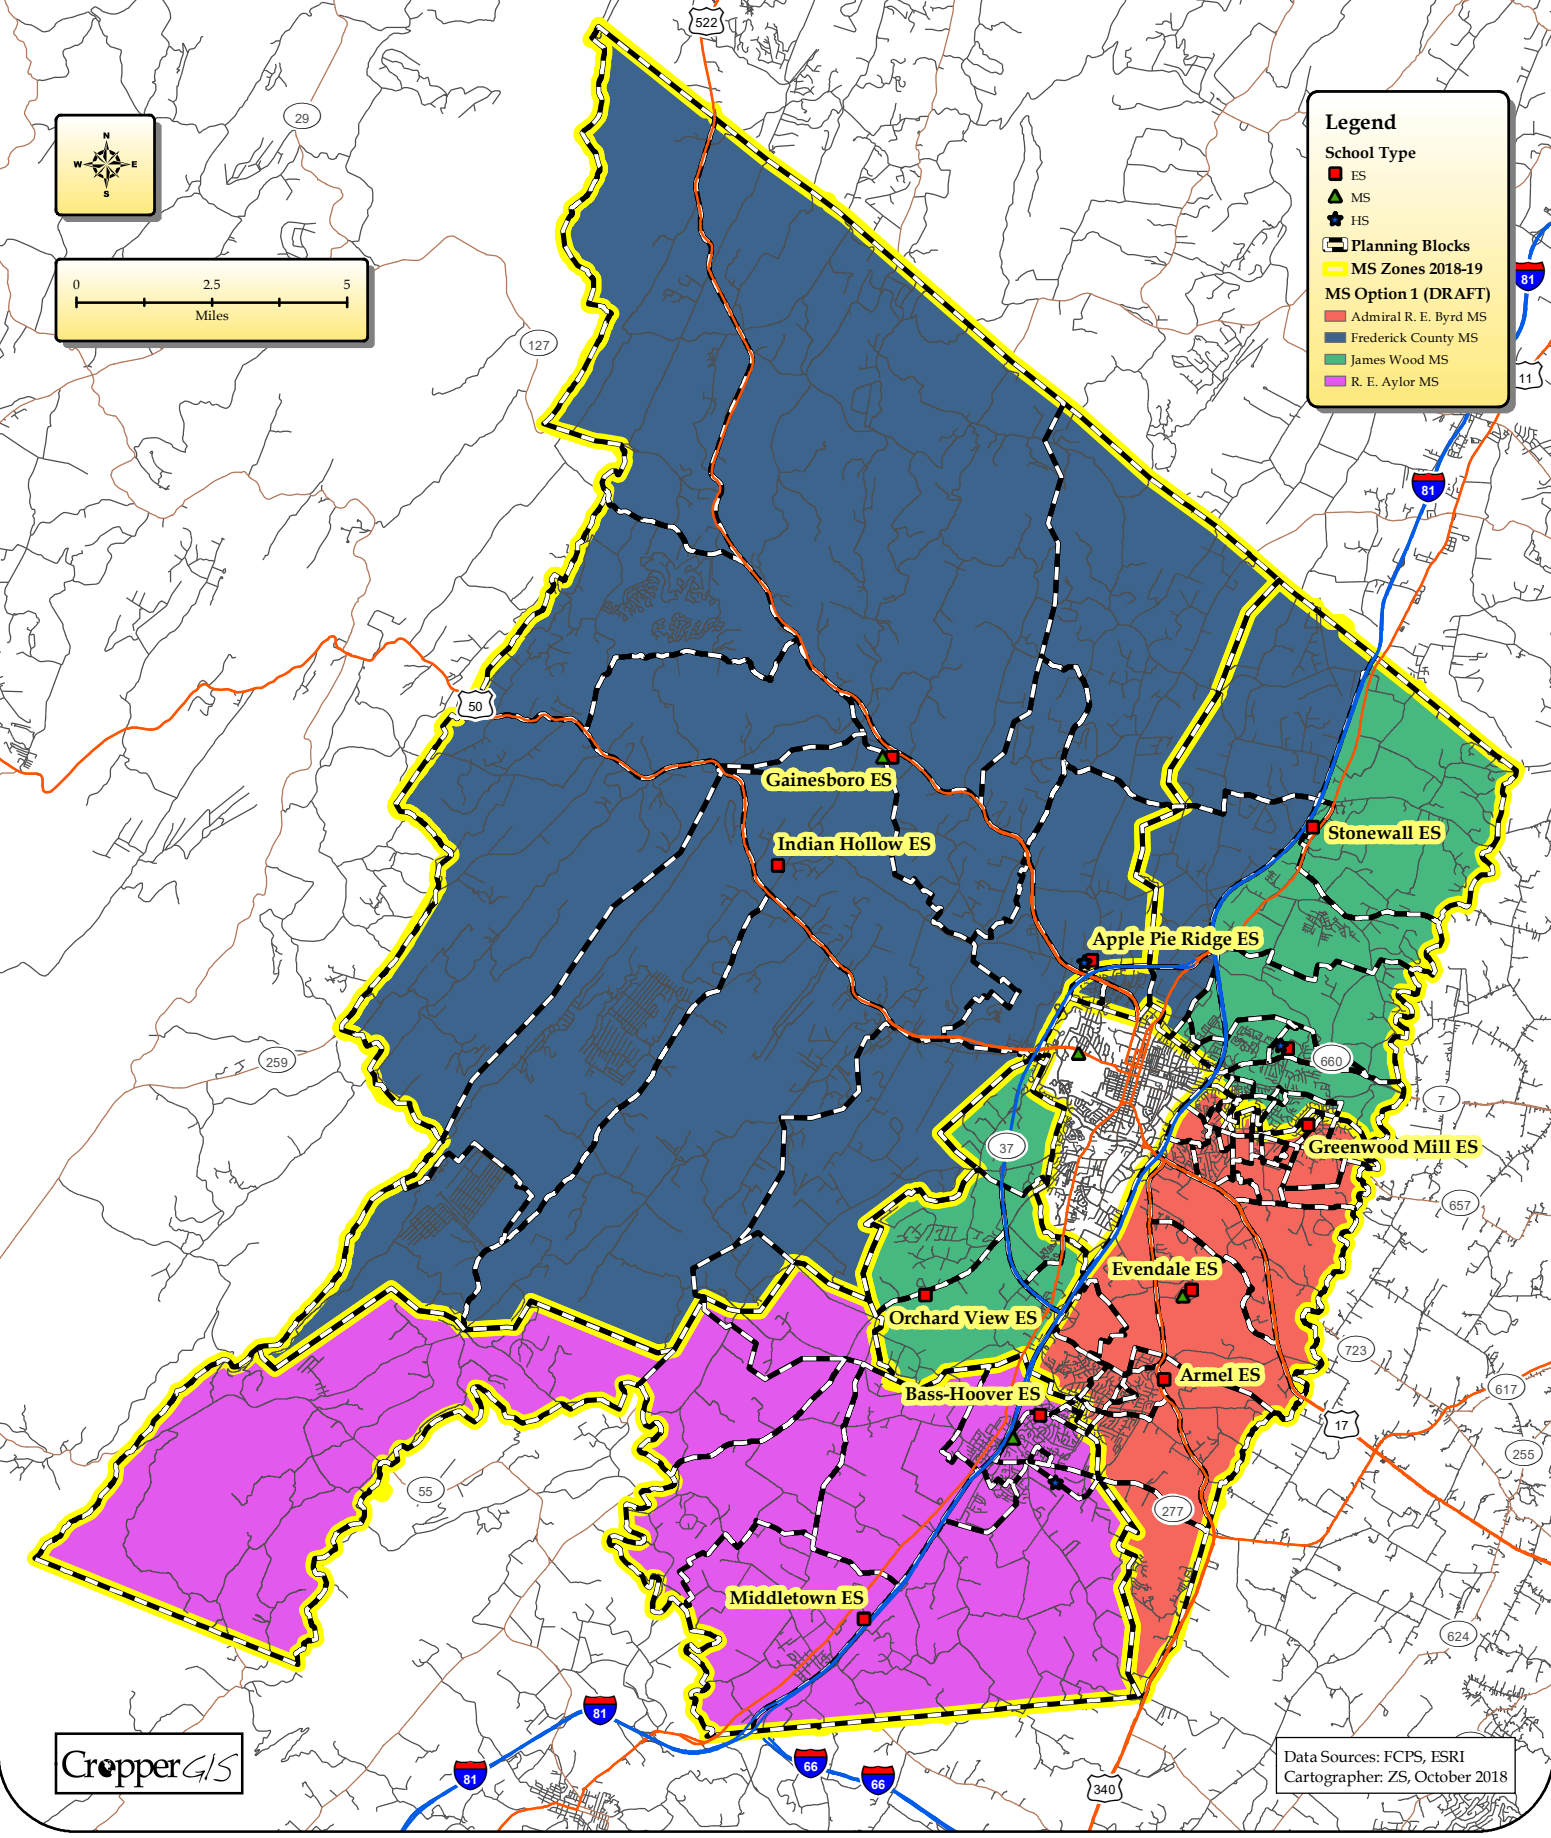 522
29
N
W E
S
0 2.5 5
Miles
127
Legend
School Type
ES
MS
HS
Planning Blocks
MS Zones 2018-19
MS Option 1 (DRAFT)
Admiral R. E. Byrd MS
Frederick County MS
James Wood MS
R. E. Aylor MS
81
11
81
50
Gainesboro ES
Indian Hollow ES
Stonewall ES
Apple Pie Ridge ES
259
660
7
37
Greenwood Mill ES
657
Evendale ES
Orchard View ES
723
Armel ES
617
Bass-Hoover ES
17
255
55
277
Middletown ES
624
81
81
66
66
340
CropperGIS
Data Sources: FCPS, ESRI
Cartographer: ZS, October 2018